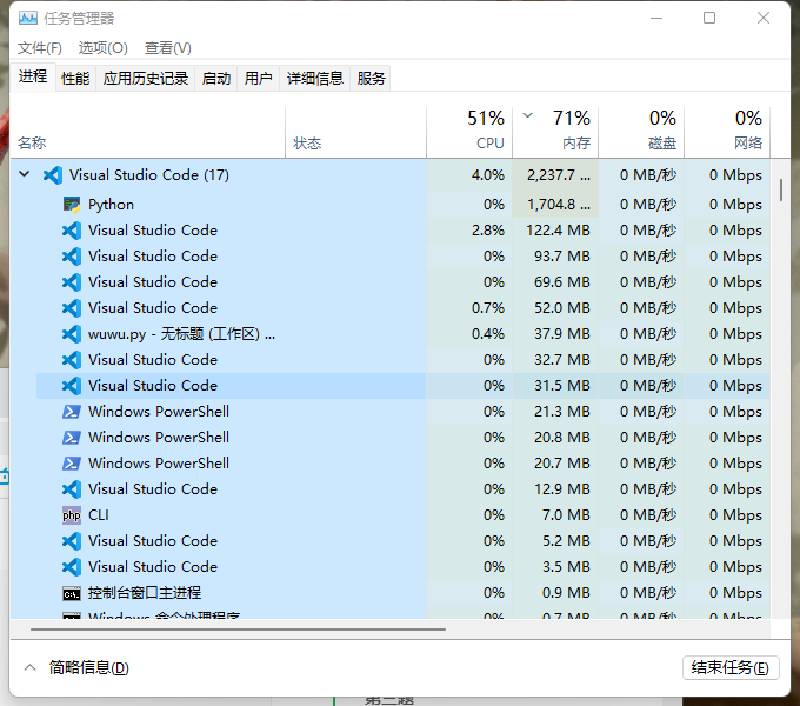 任务管理器
文件(F) 选项(O) 查看(V)
进程 性能 应用历史记录 启动 用户 详细信息 服务
51% 71% 0% 0%
名称 状态 CPU 内存 磁盘 网络
Visual Studio Code (17) 4.0% 2,237.7 ... 0 MB/秒 0 Mbps
Python 0% 1,704.8 ... 0 MB/秒 0 Mbps
Visual Studio Code 2.8% 122.4 MB 0 MB/秒 0 Mbps
Visual Studio Code 0% 93.7 MB 0 MB/秒 0 Mbps
Visual Studio Code 0% 69.6 MB 0 MB/秒 0 Mbps
Visual Studio Code 0.7% 52.0 MB 0 MB/秒 0 Mbps
wuwu.py - 无标题 (工作区) ... 0.4% 37.9 MB 0 MB/秒 0 Mbps
Visual Studio Code 0% 32.7 MB 0 MB/秒 0 Mbps
Visual Studio Code 0% 31.5 MB 0 MB/秒 0 Mbps
Windows PowerShell 0% 21.3 MB 0 MB/秒 0 Mbps
Windows PowerShell 0% 20.8 MB 0 MB/秒 0 Mbps
Windows PowerShell 0% 20.7 MB 0 MB/秒 0 Mbps
Visual Studio Code 0% 12.9 MB 0 MB/秒 0 Mbps
php CLI 0% 7.0 MB 0 MB/秒 0 Mbps
Visual Studio Code 0% 5.2 MB 0 MB/秒 0 Mbps
Visual Studio Code 0% 3.5 MB 0 MB/秒 0 Mbps
控制台窗口主进程 0% 0.9 MB 0 MB/秒 0 Mbps
Windows 命令处理程序 0% 0.7 MB 0 MB/秒 0 Mbps
简略信息(D) 结束任务(E)
第三题